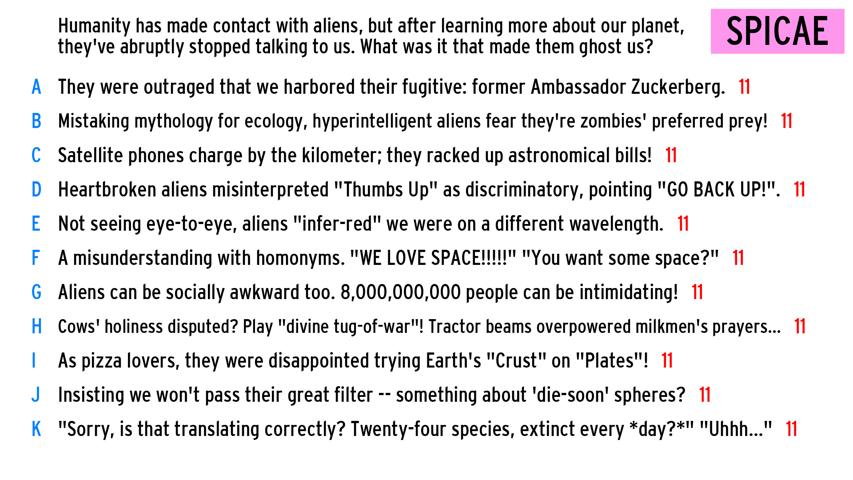 Humanity has made contact with aliens, but after learning more about our planet,
they've abruptly stopped talking to us. What was it that made them ghost us?
SPICAE
A They were outraged that we harbored their fugitive: former Ambassador Zuckerberg. 11
B Mistaking mythology for ecology, hyperintelligent aliens fear they're zombies' preferred prey! 11
C Satellite phones charge by the kilometer; they racked up astronomical bills! 11
D Heartbroken aliens misinterpreted "Thumbs Up" as discriminatory, pointing "GO BACK UP!". 11
E Not seeing eye-to-eye, aliens "infer-red" we were on a different wavelength. 11
F A misunderstanding with homonyms. "WE LOVE SPACE!!!!!" "You want some space?" 11
G Aliens can be socially awkward too. 8,000,000,000 people can be intimidating! 11
H Cows' holiness disputed? Play "divine tug-of-war"! Tractor beams overpowered milkmen's prayers... 11
I As pizza lovers, they were disappointed trying Earth's "Crust" on "Plates"! 11
J Insisting we won't pass their great filter -- something about 'die-soon' spheres? 11
K "Sorry, is that translating correctly? Twenty-four species, extinct every *day?*" "Uhhh..." 11